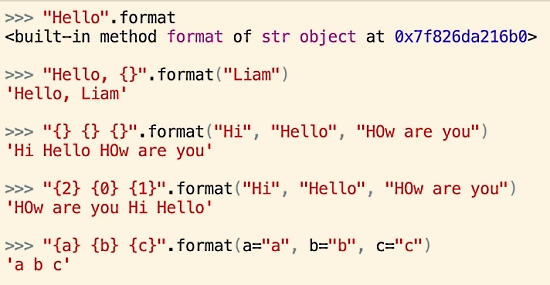 >>> "Hello".format
<built-in method format of str object at 0x7f826da216b0>
>>> "Hello, {}".format("Liam")
'Hello, Liam'
>>> "{} {} {}".format("Hi", "Hello", "HOw are you")
'Hi Hello HOw are you'
>>> "{2} {0} {1}".format("Hi", "Hello", "HOw are you")
'HOw are you Hi Hello'
>>> "{a} {b} {c}".format(a="a", b="b", c="c")
'a b c'